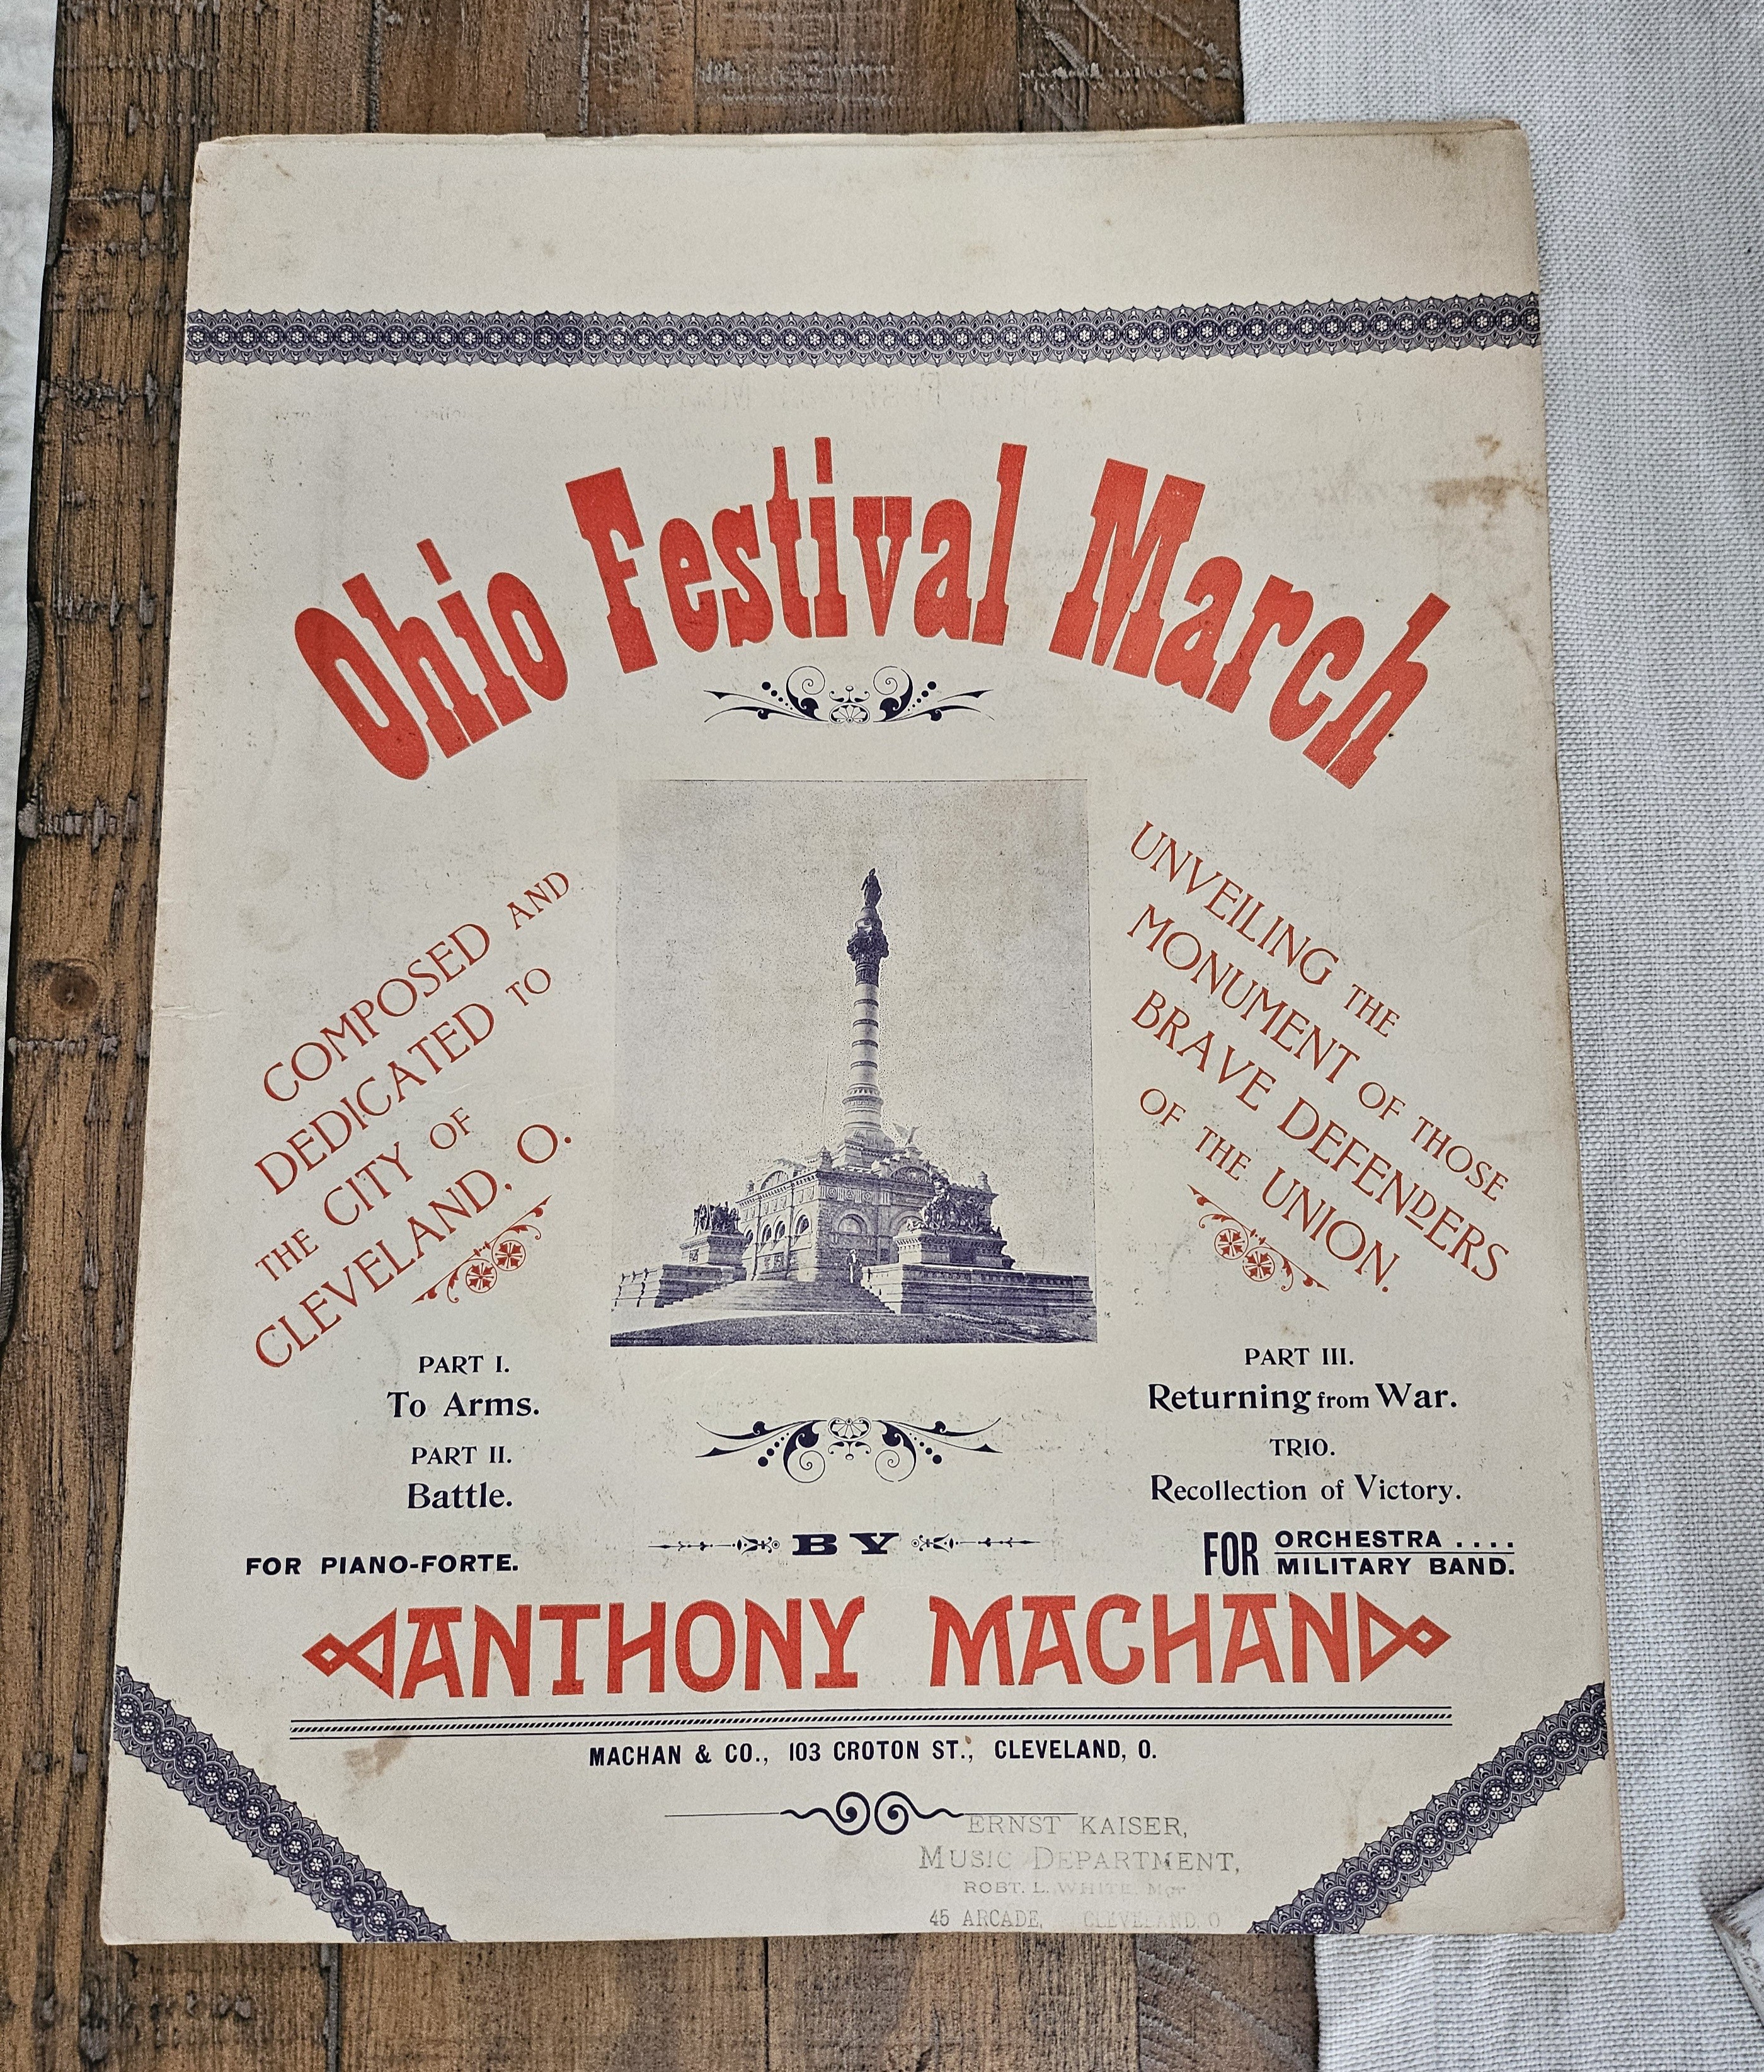 Ohio Festival March
COMPOSED AND
DEDICATED TO
THE CITY OF
CLEVELAND, O.
UNVEILING THE
MONUMENT OF THOSE
BRAVE DEFENDERS
OF THE UNION.
PART I.
To Arms.
PART II.
Battle.
FOR PIANO-FORTE.
PART III.
Returning from War.
TRIO.
Recollection of Victory.
FOR ORCHESTRA ....
MILITARY BAND.
BY
ANTHONY MACHAN
MACHAN & CO., 103 CROTON ST., CLEVELAND, O.
ERNST KAISER,
MUSIC DEPARTMENT,
ROBT. L. WHITE, Mgr
45 ARCADE, CLEVELAND, O